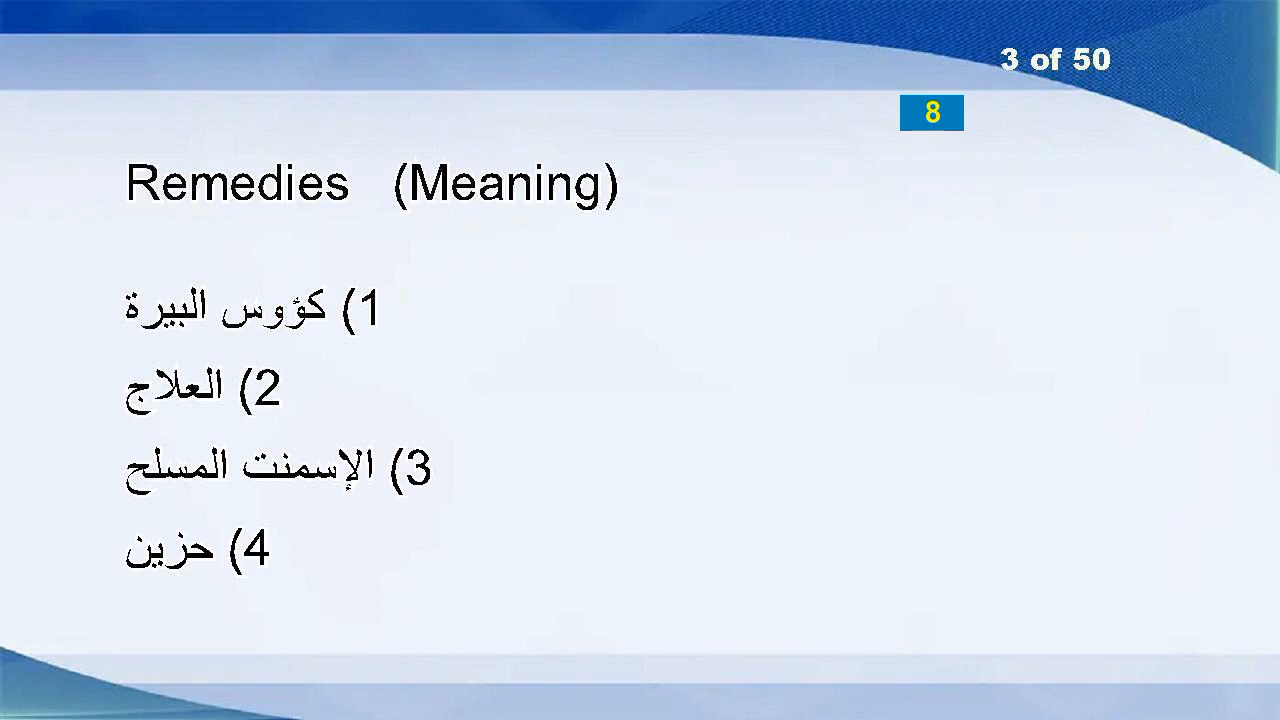 3 of 50
8
Remedies (Meaning)
1) كؤوس البيرة
2) العلاج
3) الإسمنت المسلح
4) حزين